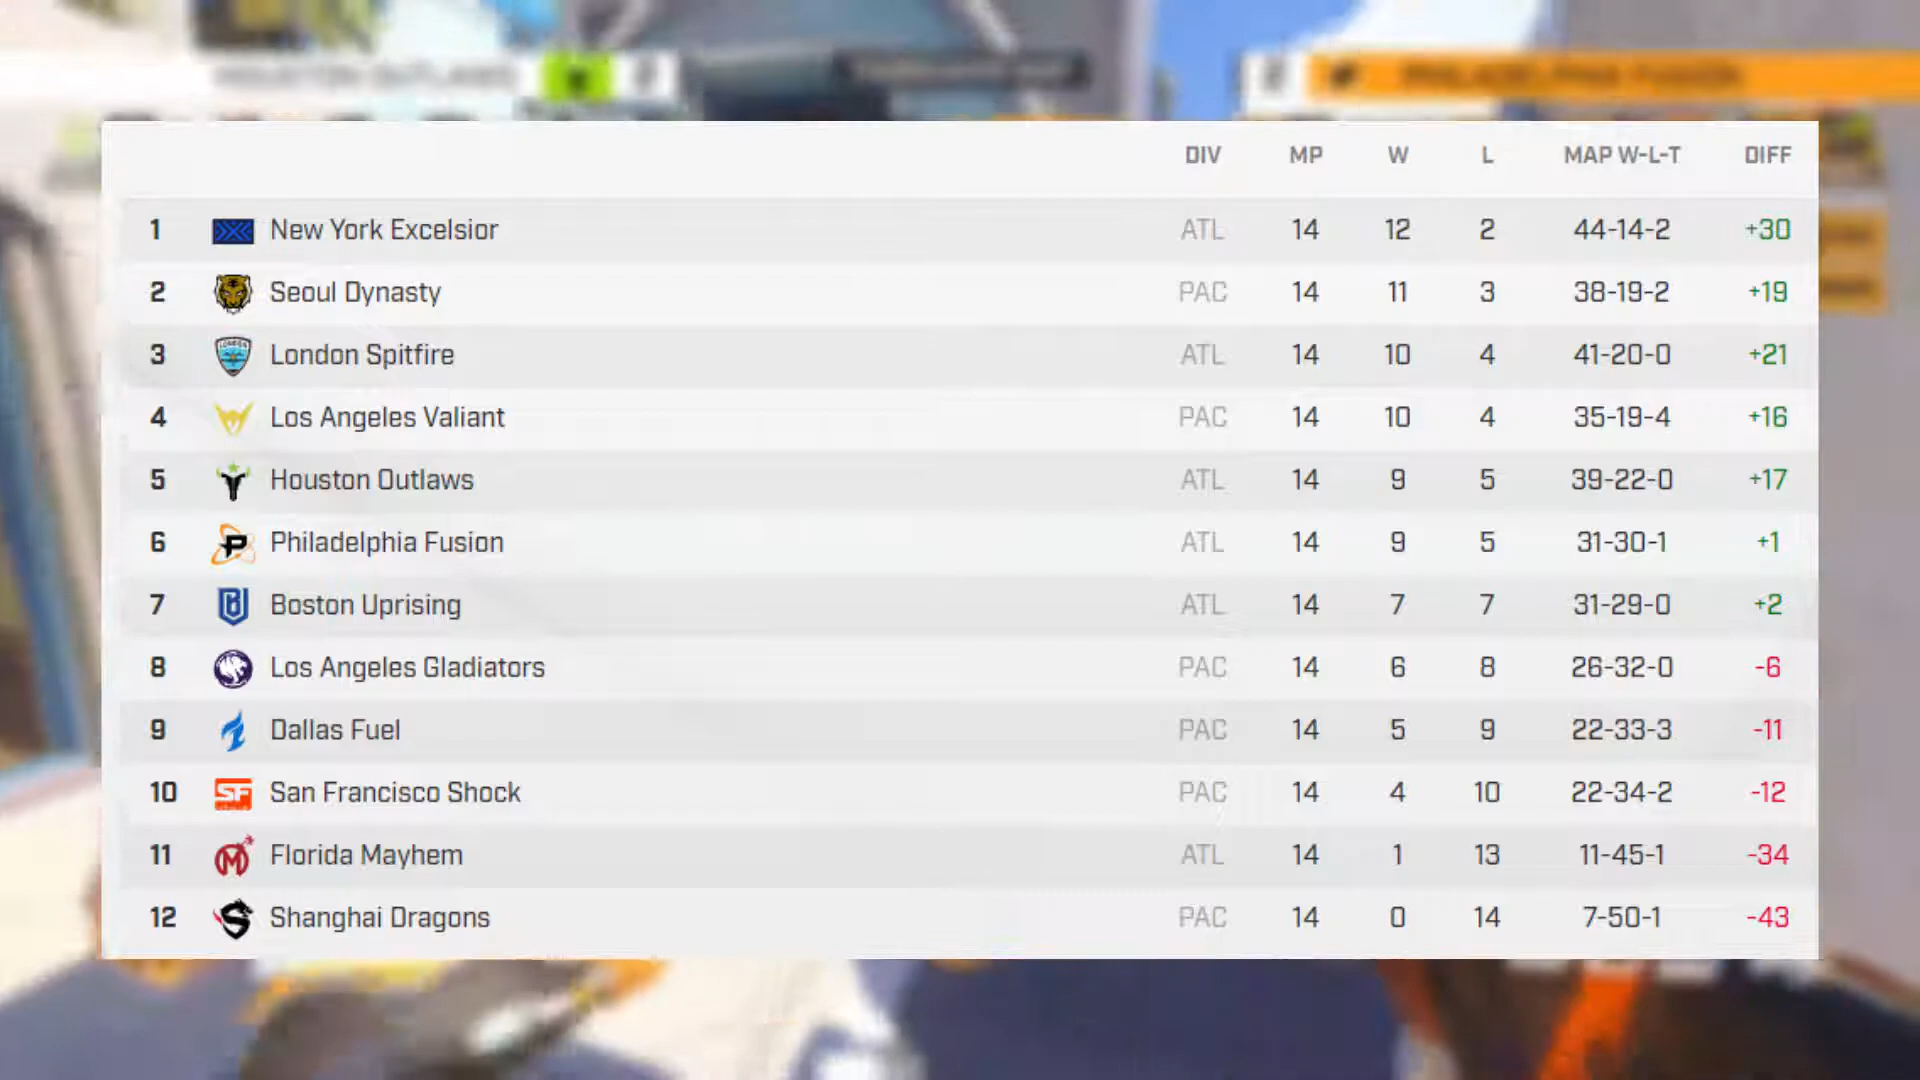 HOUSTON OUTLAWS
PHILADELPHIA FUSION
DIV MP W L MAP W-L-T DIFF
1 New York Excelsior ATL 14 12 2 44-14-2 +30
2 Seoul Dynasty PAC 14 11 3 38-19-2 +19
3 LONDON London Spitfire ATL 14 10 4 41-20-0 +21
4 Los Angeles Valiant PAC 14 10 4 35-19-4 +16
5 Houston Outlaws ATL 14 9 5 39-22-0 +17
6 P Philadelphia Fusion ATL 14 9 5 31-30-1 +1
7 B Boston Uprising ATL 14 7 7 31-29-0 +2
8 Los Angeles Gladiators PAC 14 6 8 26-32-0 -6
9 Dallas Fuel PAC 14 5 9 22-33-3 -11
10 SF San Francisco Shock PAC 14 4 10 22-34-2 -12
11 M Florida Mayhem ATL 14 1 13 11-45-1 -34
12 S Shanghai Dragons PAC 14 0 14 7-50-1 -43